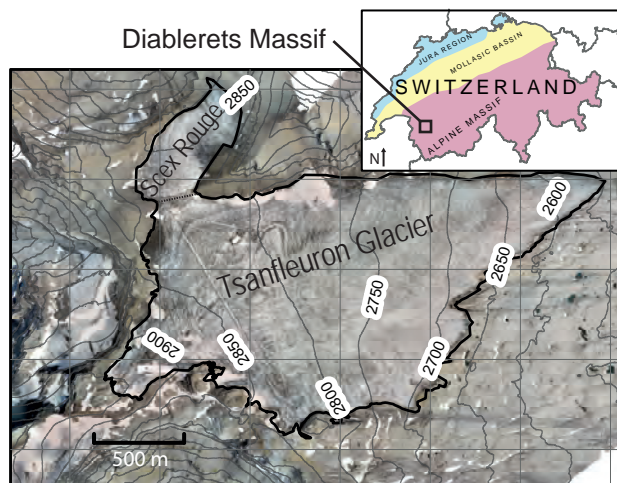 Diablerets Massif
JURA REGION
MOLLASIC BASSIN
SWITZERLAND
ALPINE MASSIF
N
2850
Scex Rouge
2600
Tsanfleuron Glacier
2650
2750
2900
2850
2700
2800
500 m